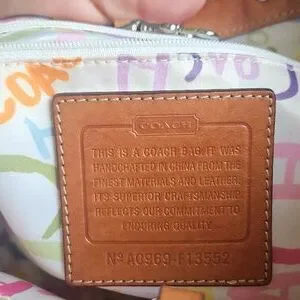 COACH
COACH
THIS IS A COACH BAG. IT WAS
HANDCRAFTED IN CHINA FROM THE
FINEST MATERIALS AND LEATHER.
ITS SUPERIOR CRAFTSMANSHIP
REFLECTS OUR COMMITMENT TO
ENDURING QUALITY.
Nº A0969-F13552